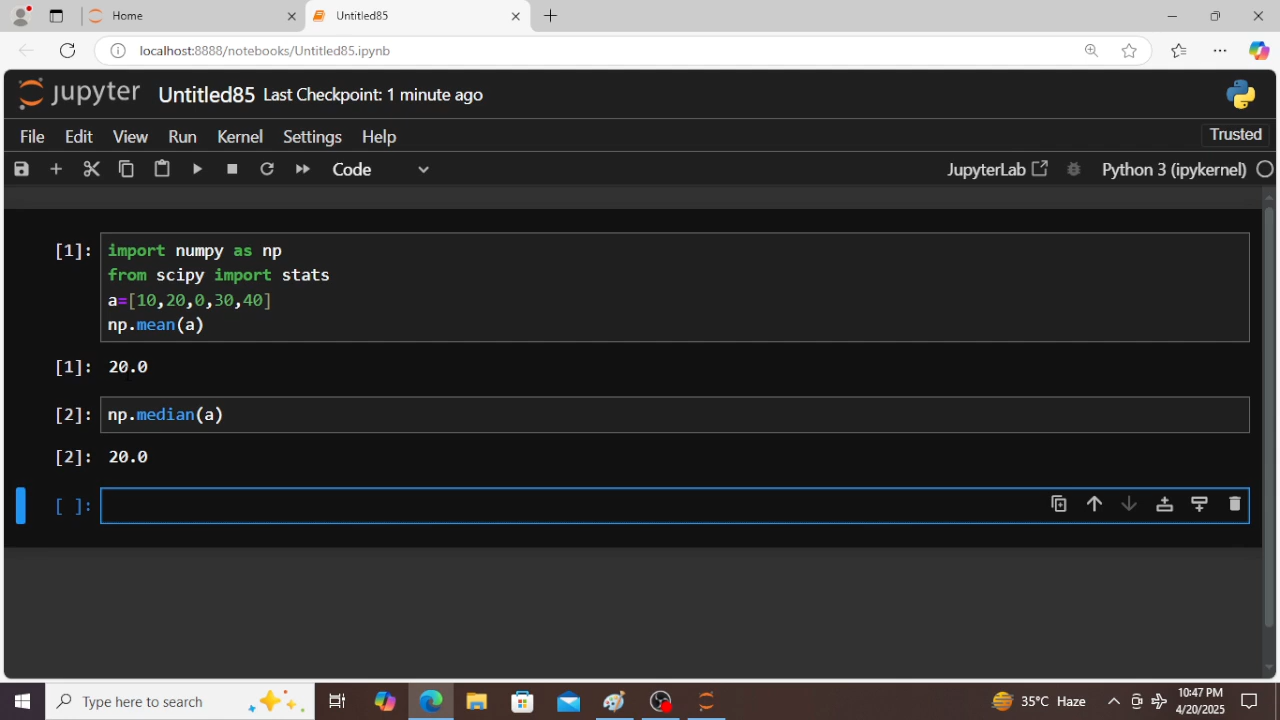 Home
Untitled85
localhost:8888/notebooks/Untitled85.ipynb
jupyter Untitled85 Last Checkpoint: 1 minute ago
File Edit View Run Kernel Settings Help
Trusted
Code
JupyterLab
Python 3 (ipykernel)
[1]: import numpy as np
from scipy import stats
a=[10,20,0,30,40]
np.mean(a)
[1]: 20.0
[2]: np.median(a)
[2]: 20.0
[ ]:
Type here to search
35°C Haze
10:47 PM
4/20/2025